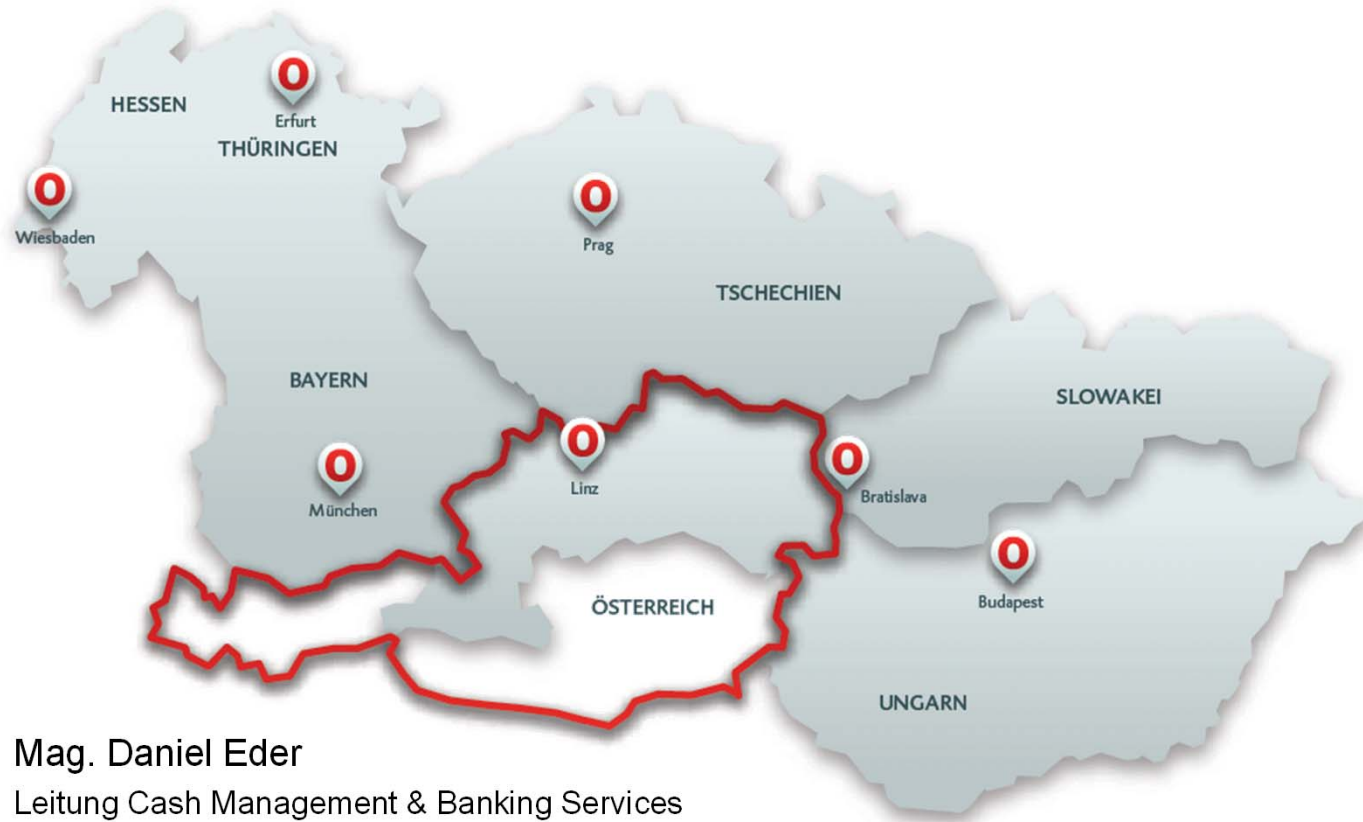 HESSEN
O
Erfurt
THÜRINGEN
O
Wiesbaden
O
Prag
TSCHECHIEN
BAYERN
SLOWAKEI
O
Linz
O
München
O
Bratislava
O
Budapest
ÖSTERREICH
UNGARN
Mag. Daniel Eder
Leitung Cash Management & Banking Services